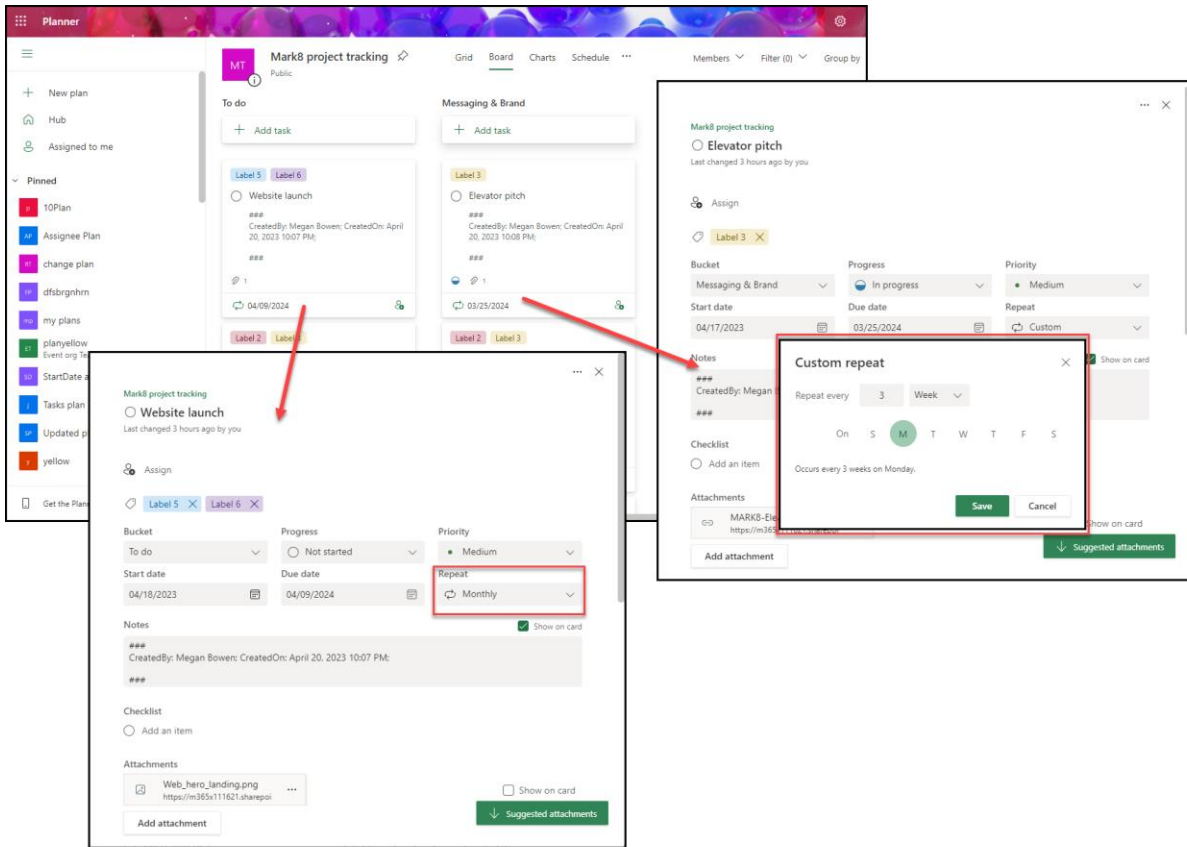 Planner
Mark8 project tracking
Public
MT
Grid Board Charts Schedule ···
Members Filter (0) Group by
New plan
Hub
Assigned to me
Pinned
10Plan
AP Assignee Plan
change plan
dfsbrgnhrn
my plans
planyellow
Event org Te
StartDate a
Tasks plan
UP Updated p
yellow
Get the Plan
To do
+ Add task
Label 5 Label 6
Website launch
###
CreatedBy: Megan Bowen; CreatedOn: April
20, 2023 10:07 PM;
###
1
04/09/2024
Label 2 Label
Messaging & Brand
+ Add task
Label 3
Elevator pitch
###
CreatedBy: Megan Bowen; CreatedOn: April
20, 2023 10:08 PM;
###
1
03/25/2024
Label 2 Label 3
Mark8 project tracking
Elevator pitch
Last changed 3 hours ago by you
Assign
Label 3
Bucket Progress Priority
Messaging & Brand In progress Medium
Start date Due date Repeat
04/17/2023 03/25/2024 Custom
Notes Show on card
###
CreatedBy: Megan B
###
Checklist
Add an item
Attachments
MARK8-Ele
Show on card
Add attachment
Suggested attachments
Custom repeat
Repeat every 3 Week
On S M T W T F S
Occurs every 3 weeks on Monday.
Save Cancel
Mark8 project tracking
Website launch
Last changed 3 hours ago by you
Assign
Label 5 Label 6
Bucket Progress Priority
To do Not started Medium
Start date Due date Repeat
04/18/2023 04/09/2024 Monthly
Notes Show on card
###
CreatedBy: Megan Bowen; CreatedOn: April 20, 2023 10:07 PM;
###
Checklist
Add an item
Attachments
Web_hero_landing.png ···
https://m365x111621.sharepoi
Show on card
Add attachment
Suggested attachments